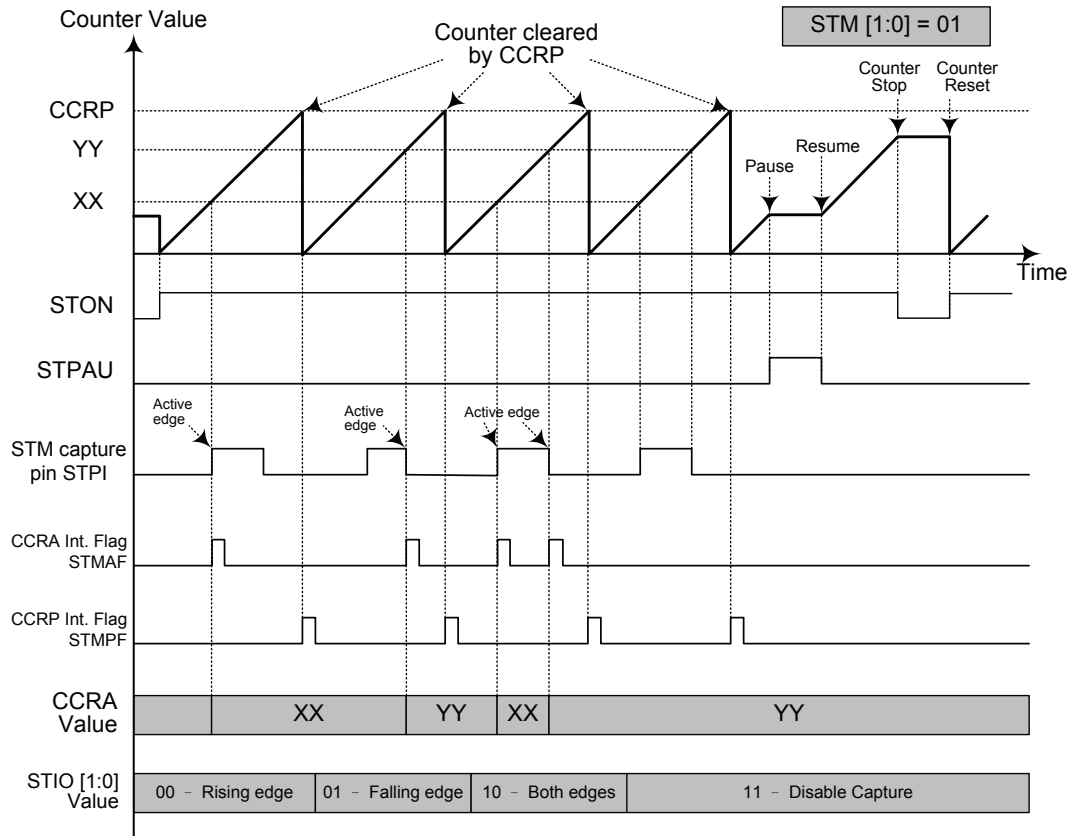 Counter Value
STM [1:0] = 01
Counter cleared
by CCRP
Counter
Stop
Counter
Reset
CCRP
YY
Resume
Pause
XX
Time
STON
STPAU
Active
edge
Active
edge
Active edge
STM capture
pin STPI
CCRA Int. Flag
STMAF
CCRP Int. Flag
STMPF
CCRA
Value
XX
YY
XX
YY
STIO [1:0]
Value
00 – Rising edge
01 – Falling edge
10 – Both edges
11 – Disable Capture